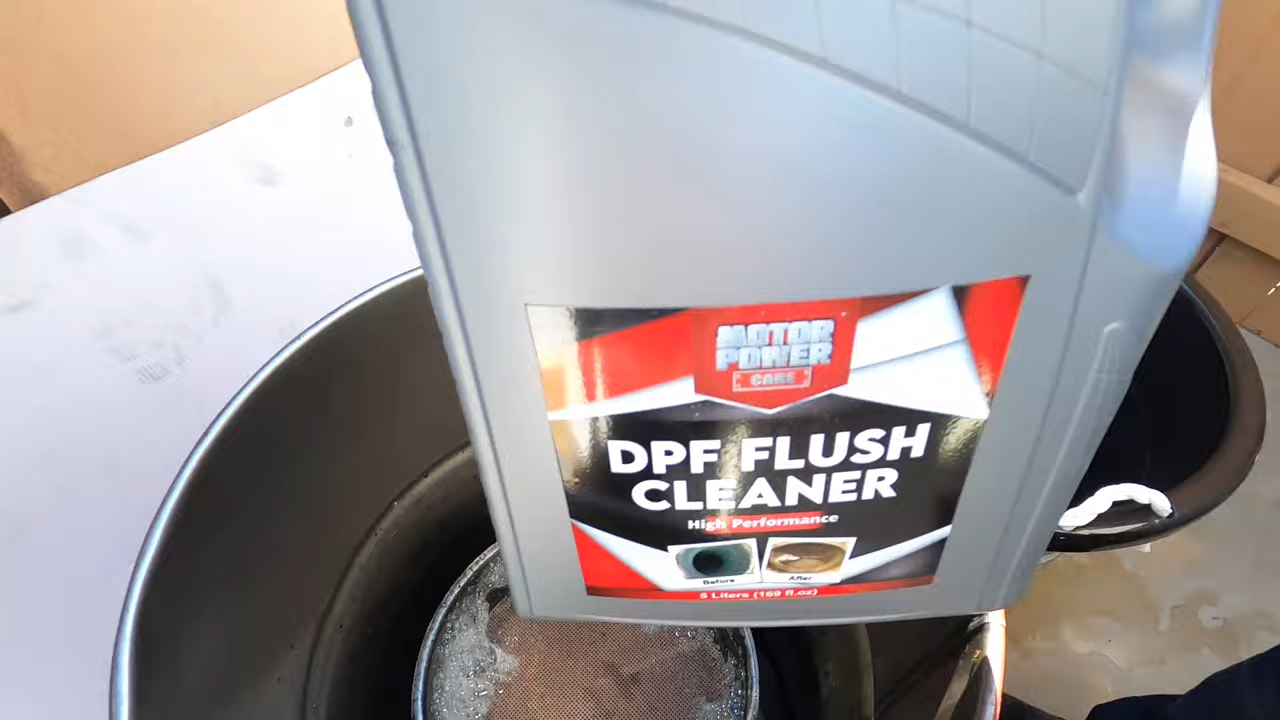 MOTOR
POWER
CARE
DPF FLUSH
CLEANER
High Performance
Before After
5 Liters (169 fl.oz)